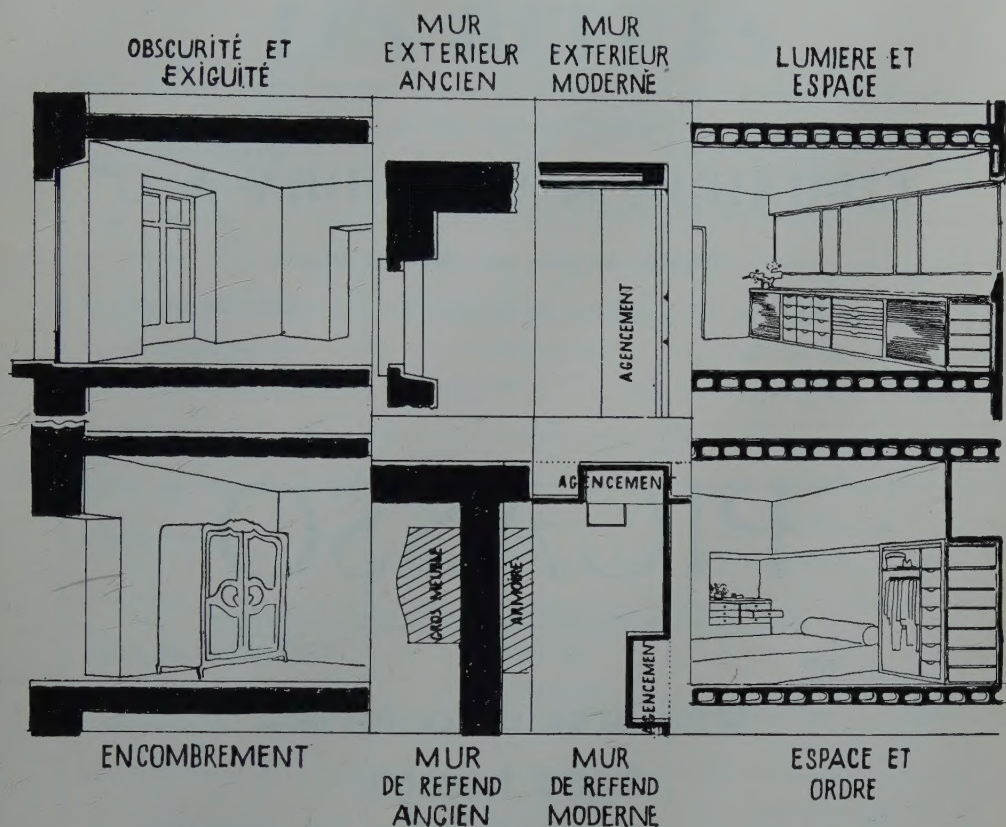 OBSCURITÉ ET
EXIGUITÉ
MUR
EXTERIEUR
ANCIEN
MUR
EXTERIEUR
MODERNE
LUMIERE ET
ESPACE
AGENCEMENT
AGENCEMENT
GROS MEUBLE
ARMOIRE
AGENCEMENT
ENCOMBREMENT
MUR
DE REFEND
ANCIEN
MUR
DE REFEND
MODERNE
ESPACE ET
ORDRE